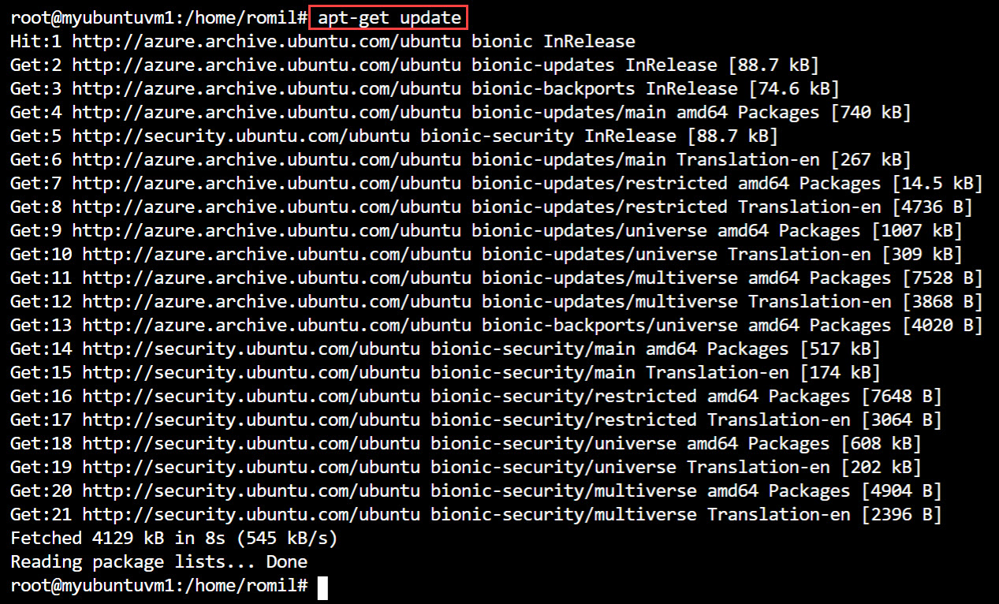 root@myubuntuvm1:/home/romil# apt-get update
Hit:1 http://azure.archive.ubuntu.com/ubuntu bionic InRelease
Get:2 http://azure.archive.ubuntu.com/ubuntu bionic-updates InRelease [88.7 kB]
Get:3 http://azure.archive.ubuntu.com/ubuntu bionic-backports InRelease [74.6 kB]
Get:4 http://azure.archive.ubuntu.com/ubuntu bionic-updates/main amd64 Packages [740 kB]
Get:5 http://security.ubuntu.com/ubuntu bionic-security InRelease [88.7 kB]
Get:6 http://azure.archive.ubuntu.com/ubuntu bionic-updates/main Translation-en [267 kB]
Get:7 http://azure.archive.ubuntu.com/ubuntu bionic-updates/restricted amd64 Packages [14.5 kB]
Get:8 http://azure.archive.ubuntu.com/ubuntu bionic-updates/restricted Translation-en [4736 B]
Get:9 http://azure.archive.ubuntu.com/ubuntu bionic-updates/universe amd64 Packages [1007 kB]
Get:10 http://azure.archive.ubuntu.com/ubuntu bionic-updates/universe Translation-en [309 kB]
Get:11 http://azure.archive.ubuntu.com/ubuntu bionic-updates/multiverse amd64 Packages [7528 B]
Get:12 http://azure.archive.ubuntu.com/ubuntu bionic-updates/multiverse Translation-en [3868 B]
Get:13 http://azure.archive.ubuntu.com/ubuntu bionic-backports/universe amd64 Packages [4020 B]
Get:14 http://security.ubuntu.com/ubuntu bionic-security/main amd64 Packages [517 kB]
Get:15 http://security.ubuntu.com/ubuntu bionic-security/main Translation-en [174 kB]
Get:16 http://security.ubuntu.com/ubuntu bionic-security/restricted amd64 Packages [7648 B]
Get:17 http://security.ubuntu.com/ubuntu bionic-security/restricted Translation-en [3064 B]
Get:18 http://security.ubuntu.com/ubuntu bionic-security/universe amd64 Packages [608 kB]
Get:19 http://security.ubuntu.com/ubuntu bionic-security/universe Translation-en [202 kB]
Get:20 http://security.ubuntu.com/ubuntu bionic-security/multiverse amd64 Packages [4904 B]
Get:21 http://security.ubuntu.com/ubuntu bionic-security/multiverse Translation-en [2396 B]
Fetched 4129 kB in 8s (545 kB/s)
Reading package lists... Done
root@myubuntuvm1:/home/romil#